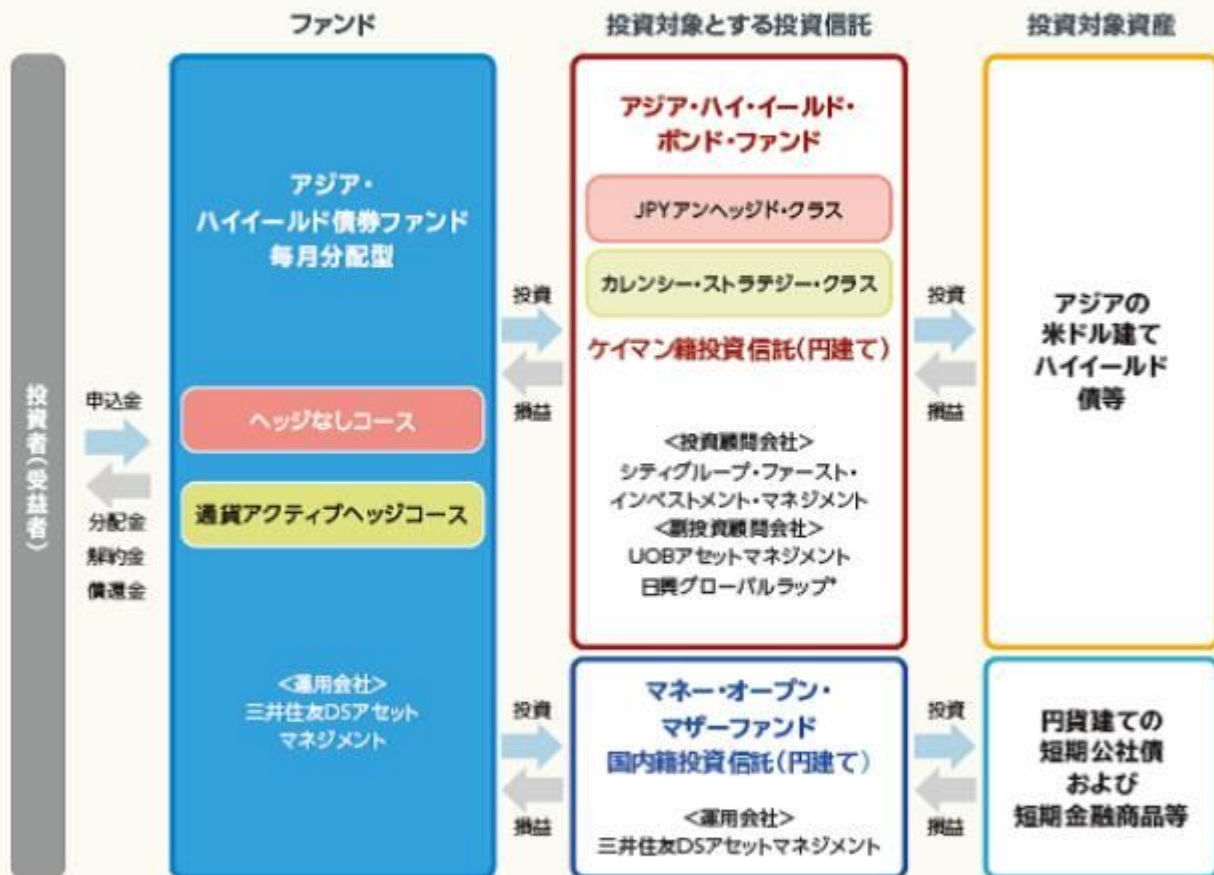 ファンド
投資対象とする投資信託
投資対象資産
投資者(受益者)
申込金
分配金
解約金
償還金
アジア・
ハイイールド債券ファンド
毎月分配型
ヘッジなしコース
通貨アクティブヘッジコース
<運用会社>
三井住友DSアセット
マネジメント
投資
損益
投資
損益
アジア・ハイ・イールド・
ボンド・ファンド
JPYアンヘッジド・クラス
カレンシー・ストラテジー・クラス
ケイマン籍投資信託(円建て)
<投資顧問会社>
シティグループ・ファースト・
インベストメント・マネジメント
<副投資顧問会社>
UOBアセットマネジメント
日興グローバルラップ*
マネー・オープン・
マザーファンド
国内籍投資信託(円建て)
<運用会社>
三井住友DSアセットマネジメント
投資
損益
投資
損益
アジアの
米ドル建て
ハイイールド
債等
円貨建ての
短期公社債
および
短期金融商品等